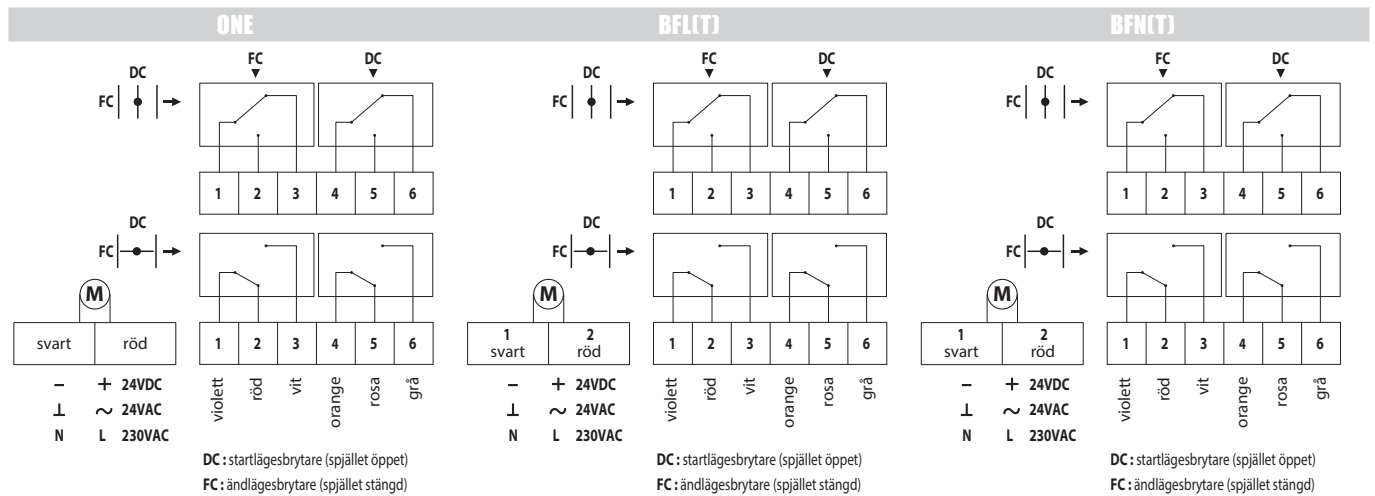 ONE
FC DC
DC
FC
1 2 3 4 5 6
DC
FC
M
svart röd
1 2 3 4 5 6
violett röd vit orange rosa grå
– + 24VDC
⊥ ~ 24VAC
N L 230VAC
DC : startlägesbrytare (spjället öppet)
FC : ändlägesbrytare (spjället stängd)
BFL(T)
FC DC
DC
FC
1 2 3 4 5 6
DC
FC
M
1 2
svart röd
1 2 3 4 5 6
violett röd vit orange rosa grå
– + 24VDC
⊥ ~ 24VAC
N L 230VAC
DC : startlägesbrytare (spjället öppet)
FC : ändlägesbrytare (spjället stängd)
BFN(T)
FC DC
DC
FC
1 2 3 4 5 6
DC
FC
M
1 2
svart röd
1 2 3 4 5 6
violett röd vit orange rosa grå
– + 24VDC
⊥ ~ 24VAC
N L 230VAC
DC : startlägesbrytare (spjället öppet)
FC : ändlägesbrytare (spjället stängd)